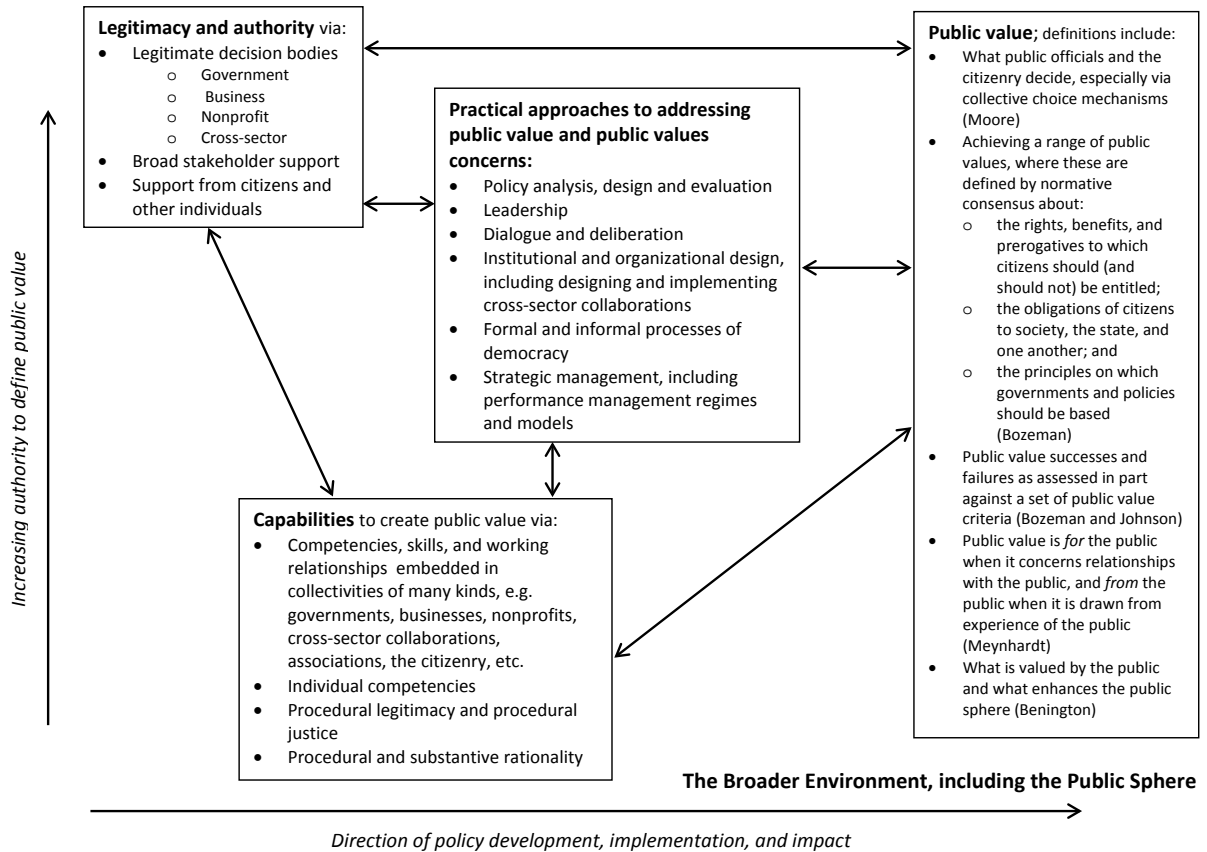 Legitimacy and authority via:
• Legitimate decision bodies
o Government
o Business
o Nonprofit
o Cross-sector
• Broad stakeholder support
• Support from citizens and
other individuals
Practical approaches to addressing
public value and public values
concerns:
• Policy analysis, design and evaluation
• Leadership
• Dialogue and deliberation
• Institutional and organizational design,
including designing and implementing
cross-sector collaborations
• Formal and informal processes of
democracy
• Strategic management, including
performance management regimes
and models
Public value; definitions include:
• What public officials and the
citizenry decide, especially via
collective choice mechanisms
(Moore)
• Achieving a range of public
values, where these are
defined by normative
consensus about:
o the rights, benefits, and
prerogatives to which
citizens should (and
should not) be entitled;
o the obligations of citizens
to society, the state, and
one another; and
o the principles on which
governments and policies
should be based
(Bozeman)
• Public value successes and
failures as assessed in part
against a set of public value
criteria (Bozeman and Johnson)
• Public value is for the public
when it concerns relationships
with the public, and from the
public when it is drawn from
experience of the public
(Meynhardt)
• What is valued by the public
and what enhances the public
sphere (Benington)
Capabilities to create public value via:
• Competencies, skills, and working
relationships embedded in
collectivities of many kinds, e.g.
governments, businesses, nonprofits,
cross-sector collaborations,
associations, the citizenry, etc.
• Individual competencies
• Procedural legitimacy and procedural
justice
• Procedural and substantive rationality
Increasing authority to define public value
The Broader Environment, including the Public Sphere
Direction of policy development, implementation, and impact